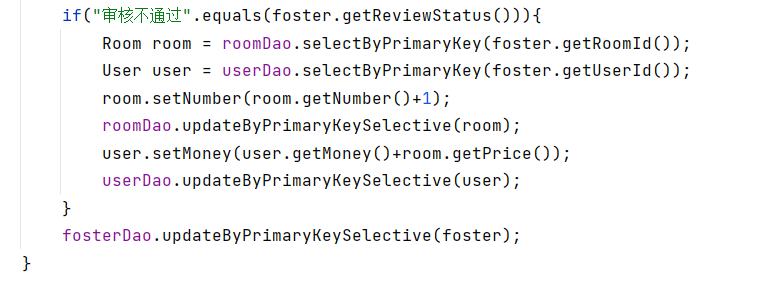 if("审核不通过".equals(foster.getReviewStatus())){
Room room = roomDao.selectByPrimaryKey(foster.getRoomId());
User user = userDao.selectByPrimaryKey(foster.getUserId());
room.setNumber(room.getNumber()+1);
roomDao.updateByPrimaryKeySelective(room);
user.setMoney(user.getMoney()+room.getPrice());
userDao.updateByPrimaryKeySelective(user);
}
fosterDao.updateByPrimaryKeySelective(foster);
}